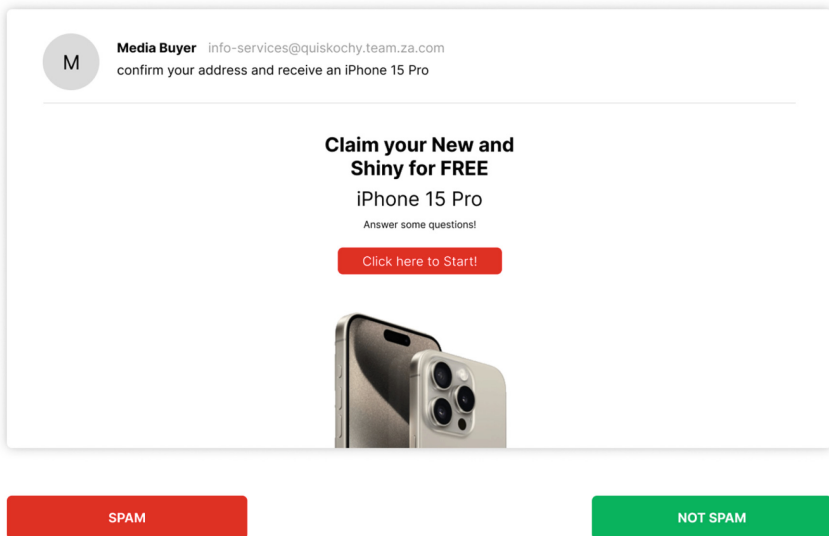 M
Media Buyer info-services@quiskochy.team.za.com
confirm your address and receive an iPhone 15 Pro
Claim your New and
Shiny for FREE
iPhone 15 Pro
Answer some questions!
Click here to Start!
SPAM
NOT SPAM